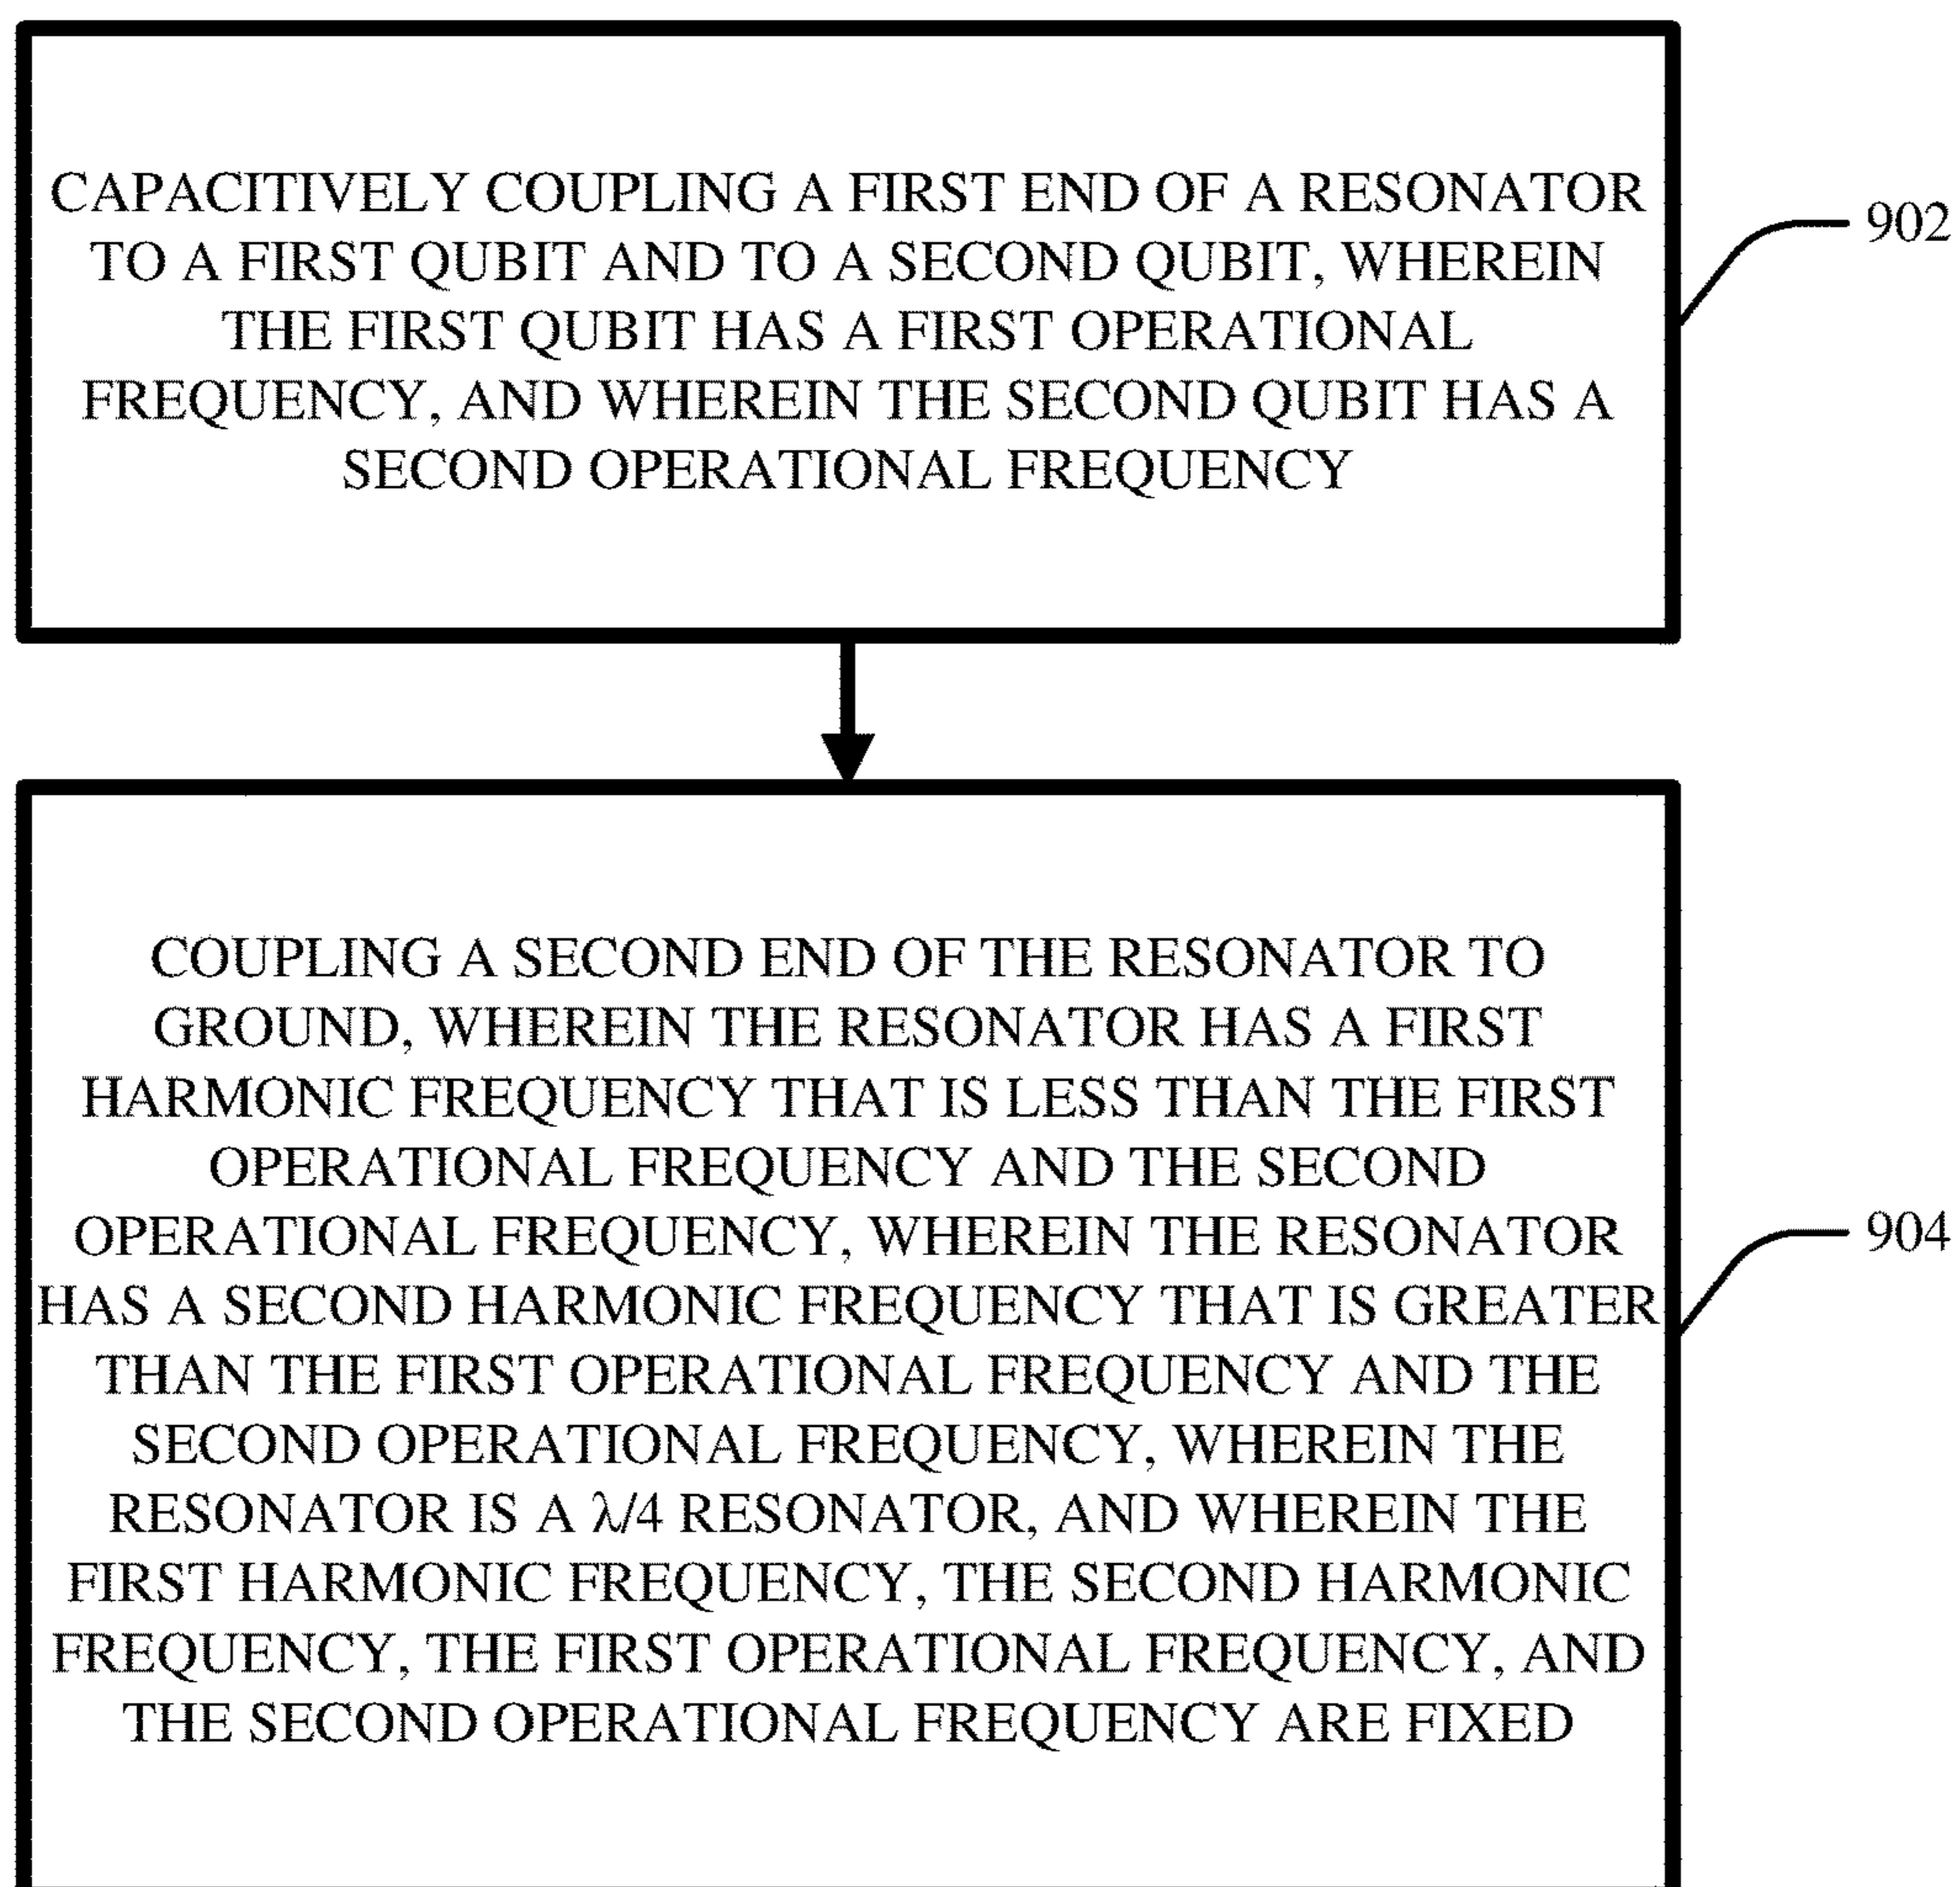 CAPACITIVELY COUPLING A FIRST END OF A RESONATOR
TO A FIRST QUBIT AND TO A SECOND QUBIT, WHEREIN
THE FIRST QUBIT HAS A FIRST OPERATIONAL
FREQUENCY, AND WHEREIN THE SECOND QUBIT HAS A
SECOND OPERATIONAL FREQUENCY
902
COUPLING A SECOND END OF THE RESONATOR TO
GROUND, WHEREIN THE RESONATOR HAS A FIRST
HARMONIC FREQUENCY THAT IS LESS THAN THE FIRST
OPERATIONAL FREQUENCY AND THE SECOND
OPERATIONAL FREQUENCY, WHEREIN THE RESONATOR
HAS A SECOND HARMONIC FREQUENCY THAT IS GREATER
THAN THE FIRST OPERATIONAL FREQUENCY AND THE
SECOND OPERATIONAL FREQUENCY, WHEREIN THE
RESONATOR IS A λ/4 RESONATOR, AND WHEREIN THE
FIRST HARMONIC FREQUENCY, THE SECOND HARMONIC
FREQUENCY, THE FIRST OPERATIONAL FREQUENCY, AND
THE SECOND OPERATIONAL FREQUENCY ARE FIXED
904